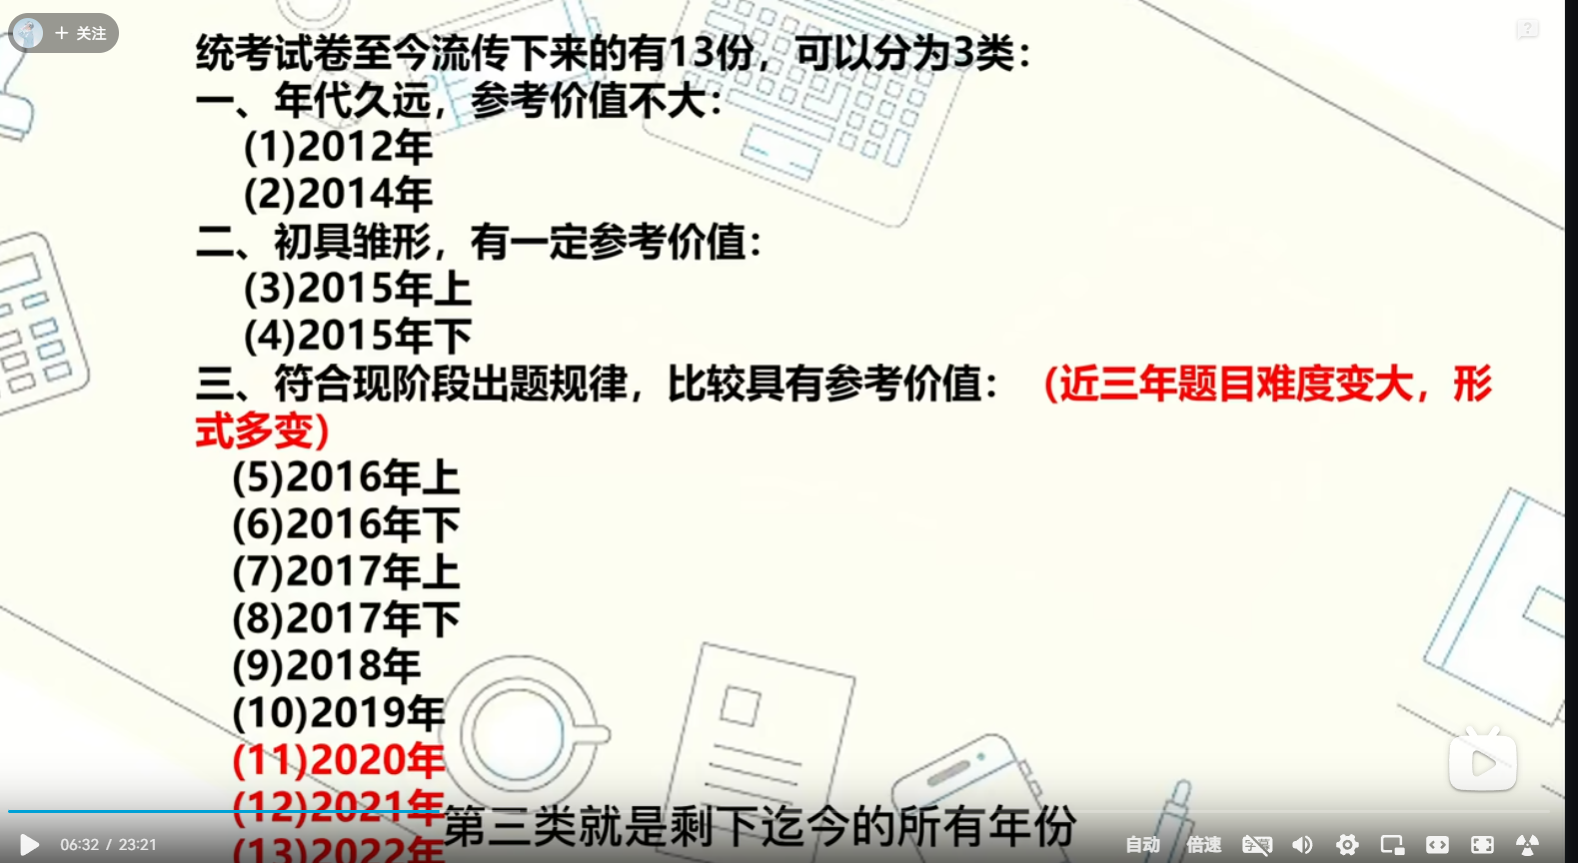 + 关注
统考试卷至今流传下来的有13份，可以分为3类：
一、年代久远，参考价值不大：
(1)2012年
(2)2014年
二、初具雏形，有一定参考价值：
(3)2015年上
(4)2015年下
三、符合现阶段出题规律，比较具有参考价值：（近三年题目难度变大，形
式多变）
(5)2016年上
(6)2016年下
(7)2017年上
(8)2017年下
(9)2018年
(10)2019年
(11)2020年
(12)2021年
(13)2022年
第三类就是剩下迄今的所有年份
06:32 / 23:21
自动 倍速